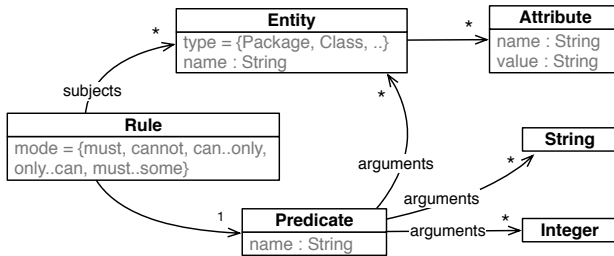 Entity
type = {Package, Class, ..}
name : String
*
*
Attribute
name : String
value : String
subjects
*
Rule
mode = {must, cannot, can..only,
only..can, must..some}
arguments
*
String
arguments
1
Predicate
name : String
arguments
*
Integer